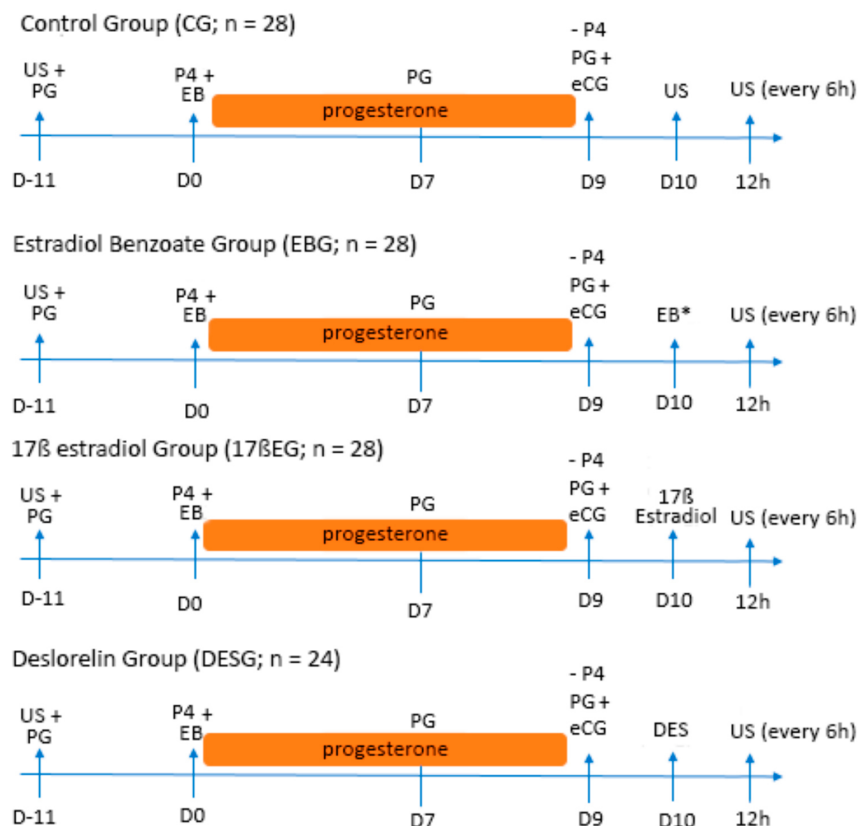 Control Group (CG; n = 28)
- P4
US +
PG
P4 +
EB
PG
PG +
eCG
US
US (every 6h)
progesterone
D-11
D0
D7
D9
D10
12h
Estradiol Benzoate Group (EBG; n = 28)
- P4
US +
PG
P4 +
EB
PG
PG +
eCG
EB*
US (every 6h)
progesterone
D-11
D0
D7
D9
D10
12h
17ß estradiol Group (17ßEG; n = 28)
- P4
US +
PG
P4 +
EB
PG
PG +
eCG
17ß
Estradiol
US (every 6h)
progesterone
D-11
D0
D7
D9
D10
12h
Deslorelin Group (DESG; n = 24)
- P4
US +
PG
P4 +
EB
PG
PG +
eCG
DES
US (every 6h)
progesterone
D-11
D0
D7
D9
D10
12h